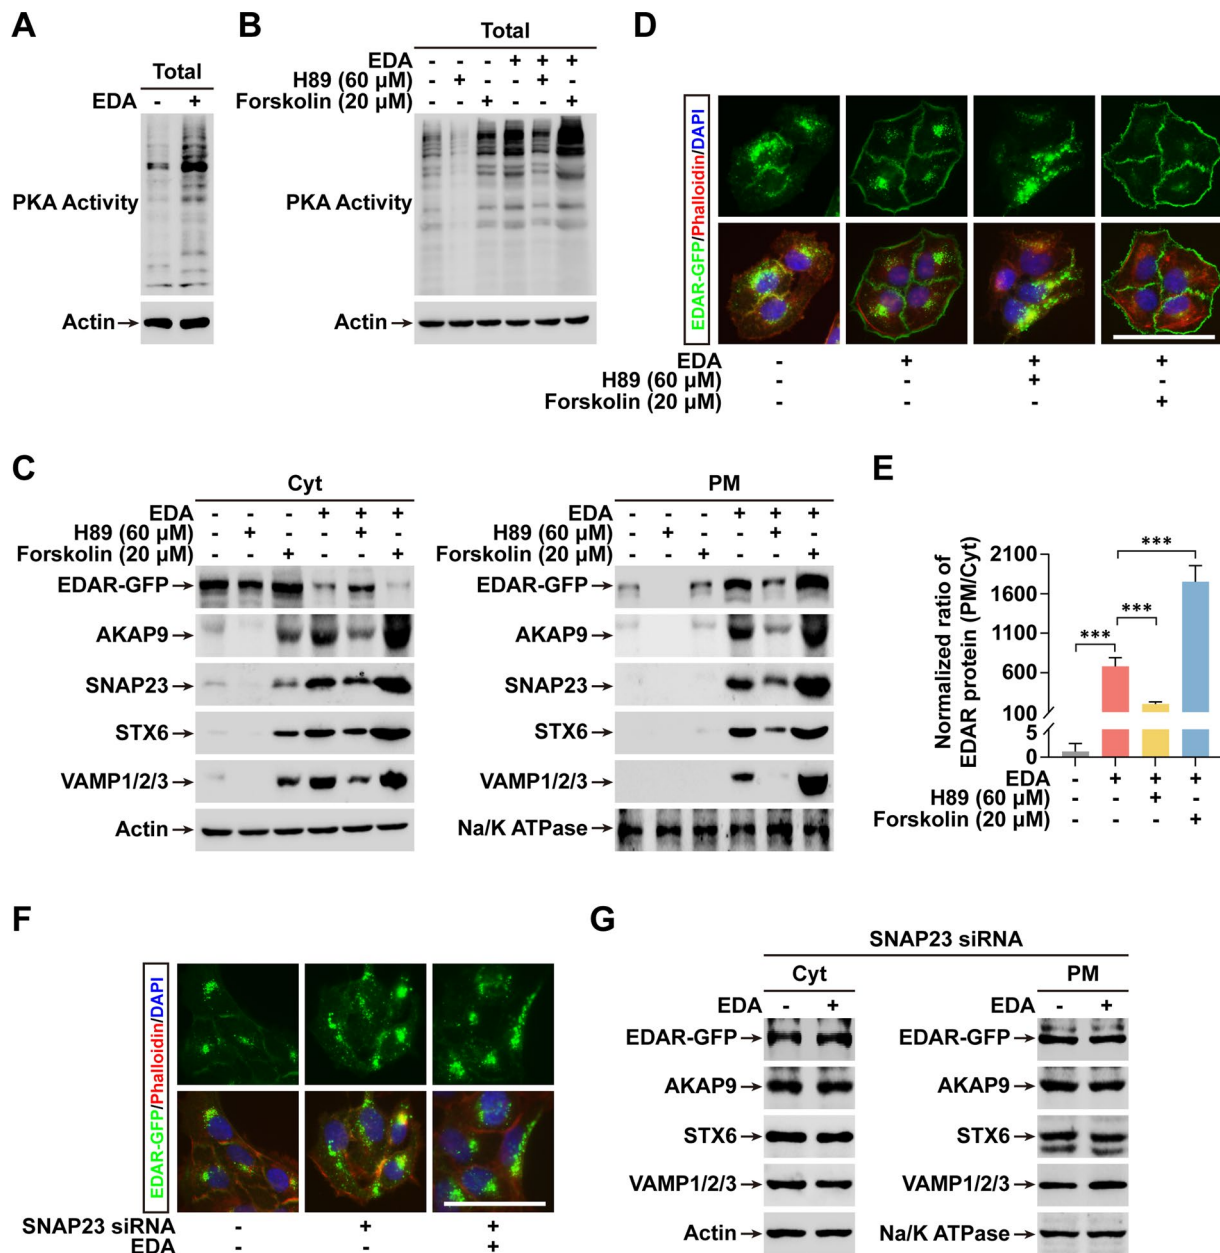 A
Total
EDA - +
PKA Activity
Actin
B
Total
EDA - - - + + +
H89 (60 µM) - + - - + -
Forskolin (20 µM) - - + - - +
PKA Activity
Actin
D
EDAR-GFP/Phalloidin/DAPI
EDA - + + +
H89 (60 µM) - - + -
Forskolin (20 µM) - - - +
C
Cyt
EDA - - - + + +
H89 (60 µM) - + - - + -
Forskolin (20 µM) - - + - - +
EDAR-GFP
AKAP9
SNAP23
STX6
VAMP1/2/3
Actin
PM
EDA - - - + + +
H89 (60 µM) - + - - + -
Forskolin (20 µM) - - + - - +
EDAR-GFP
AKAP9
SNAP23
STX6
VAMP1/2/3
Na/K ATPase
E
Normalized ratio of
EDAR protein (PM/Cyt)
2100
1600
1100
600
100
5
0
***
***
***
EDA - + + +
H89 (60 µM) - - + -
Forskolin (20 µM) - - - +
F
EDAR-GFP/Phalloidin/DAPI
SNAP23 siRNA - + +
EDA - - +
G
SNAP23 siRNA
Cyt
EDA - +
EDAR-GFP
AKAP9
STX6
VAMP1/2/3
Actin
PM
EDA - +
EDAR-GFP
AKAP9
STX6
VAMP1/2/3
Na/K ATPase